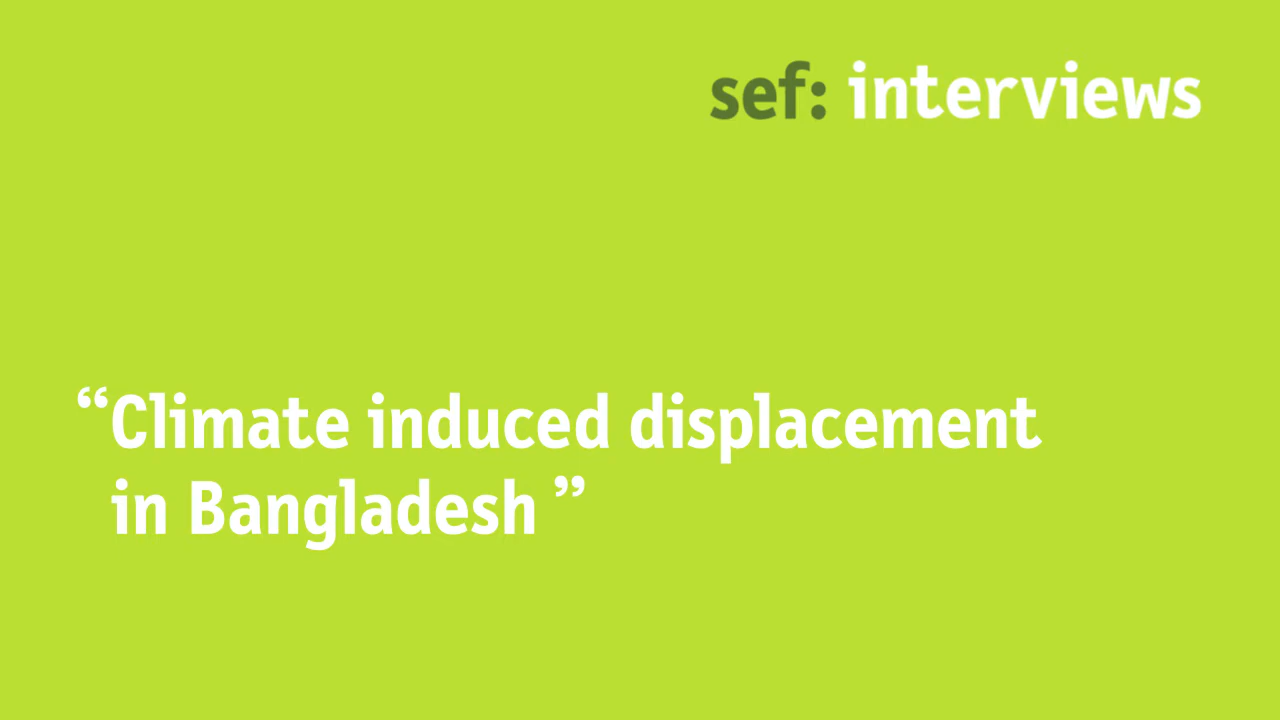 sef: interviews
“Climate induced displacement
in Bangladesh”